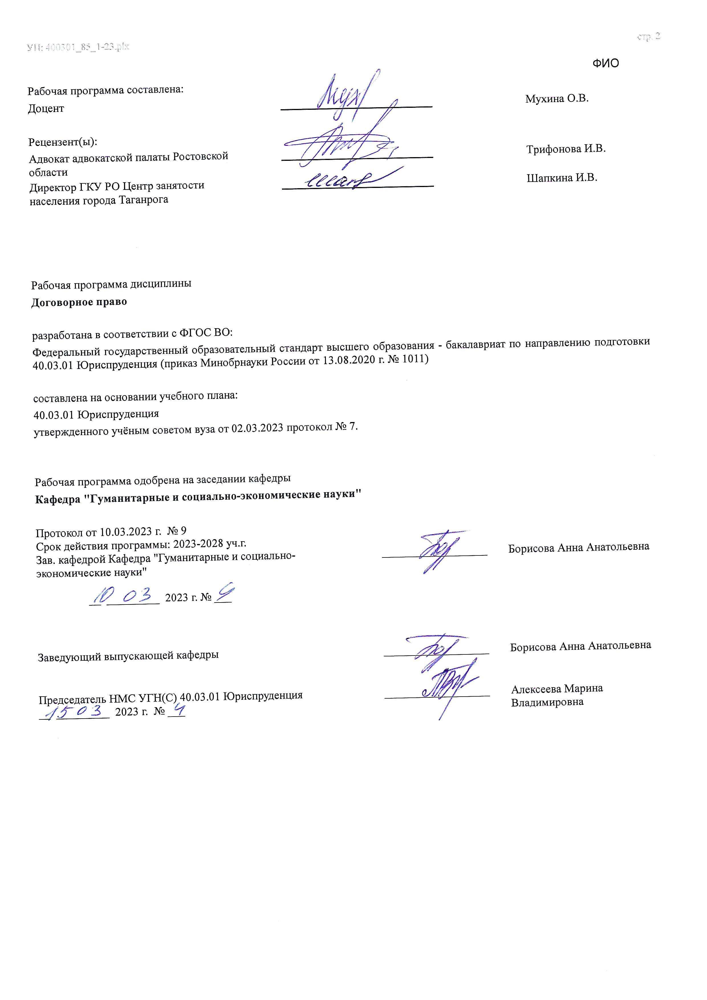 УП: 400301_85_1-23.plx
стр. 2
ФИО
Рабочая программа составлена:
Доцент
Мухина О.В.
Рецензент(ы):
Адвокат адвокатской палаты Ростовской
области
Трифонова И.В.
Директор ГКУ РО Центр занятости
населения города Таганрога
Шапкина И.В.
Рабочая программа дисциплины
Договорное право
разработана в соответствии с ФГОС ВО:
Федеральный государственный образовательный стандарт высшего образования - бакалавриат по направлению подготовки
40.03.01 Юриспруденция (приказ Минобрнауки России от 13.08.2020 г. № 1011)
составлена на основании учебного плана:
40.03.01 Юриспруденция
утвержденного учёным советом вуза от 02.03.2023 протокол № 7.
Рабочая программа одобрена на заседании кафедры
Кафедра "Гуманитарные и социально-экономические науки"
Протокол от 10.03.2023 г. № 9
Срок действия программы: 2023-2028 уч.г.
Зав. кафедрой Кафедра "Гуманитарные и социально-
экономические науки"
Борисова Анна Анатольевна
10 03 2023 г. № 9
Заведующий выпускающей кафедры
Борисова Анна Анатольевна
Председатель НМС УГН(С) 40.03.01 Юриспруденция
Алексеева Марина
Владимировна
15 03 2023 г. № 4